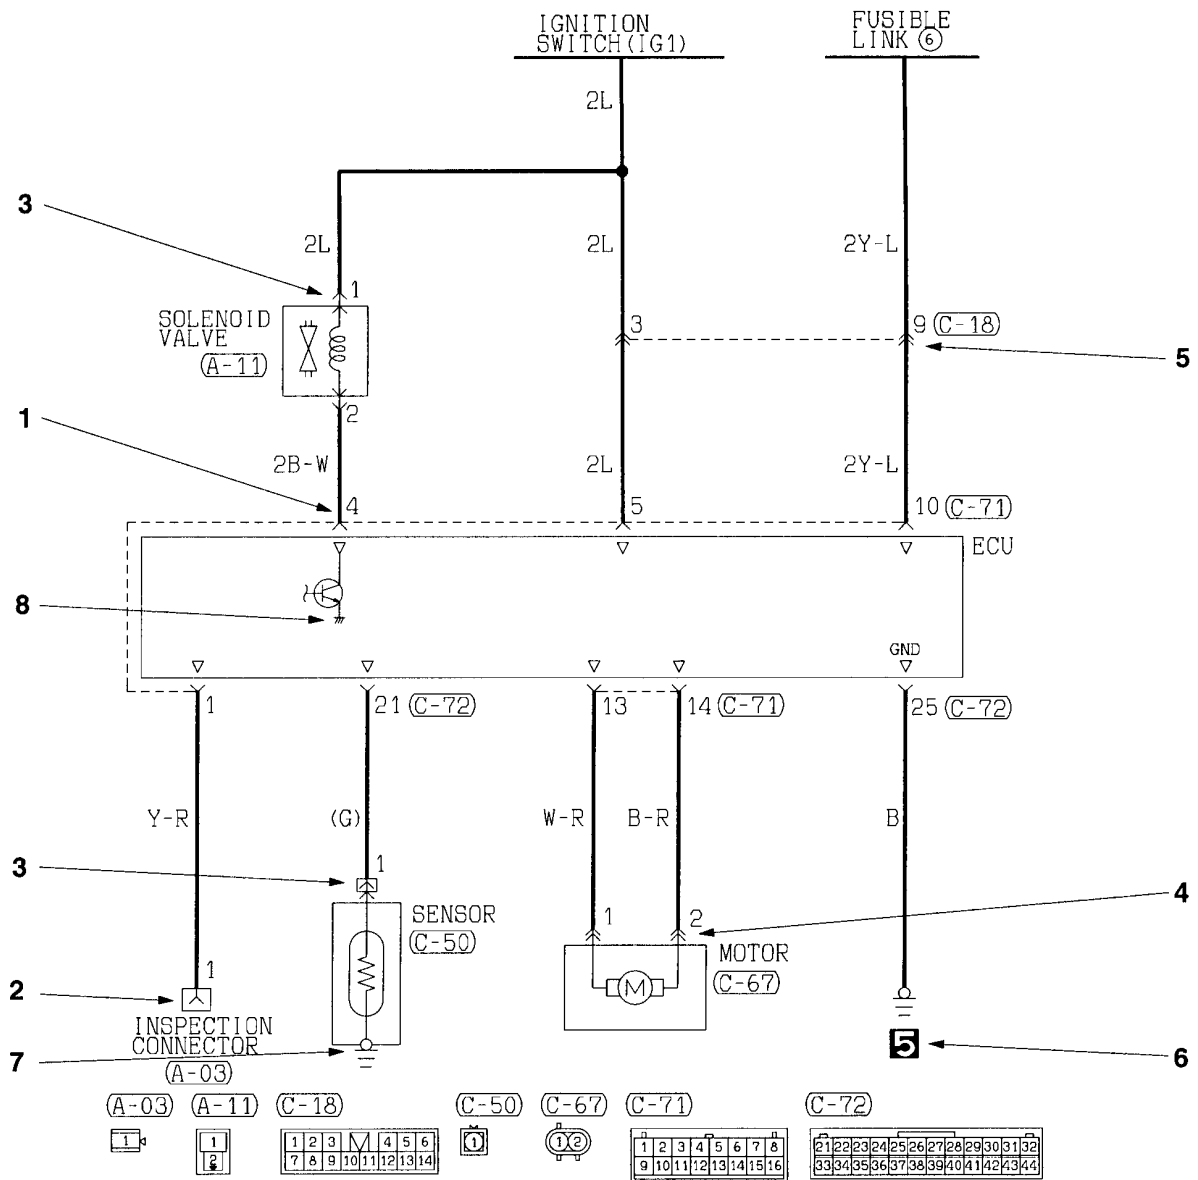 IGNITION
SWITCH(IG1)
FUSIBLE
LINK ⑥
2L
3
2L
2L
2Y-L
1
SOLENOID
VALVE
(A-11)
3
9 (C-18)
5
2
1
2B-W
2L
2Y-L
4
5
10 (C-71)
ECU
8
GND
1
21 (C-72)
13
14 (C-71)
25 (C-72)
Y-R
(G)
W-R
B-R
B
3
1
4
SENSOR
(C-50)
1
2
MOTOR
(C-67)
M
2
1
INSPECTION
CONNECTOR
(A-03)
7
5
6
(A-03)
(A-11)
(C-18)
(C-50)
(C-67)
(C-71)
(C-72)
1
1
2
1 2 3 4 5 6
7 8 9 10 11 12 13 14
1
1 2
1 2 3 4 5 6 7 8
9 10 11 12 13 14 15 16
21 22 23 24 25 26 27 28 29 30 31 32
33 34 35 36 37 38 39 40 41 42 43 44